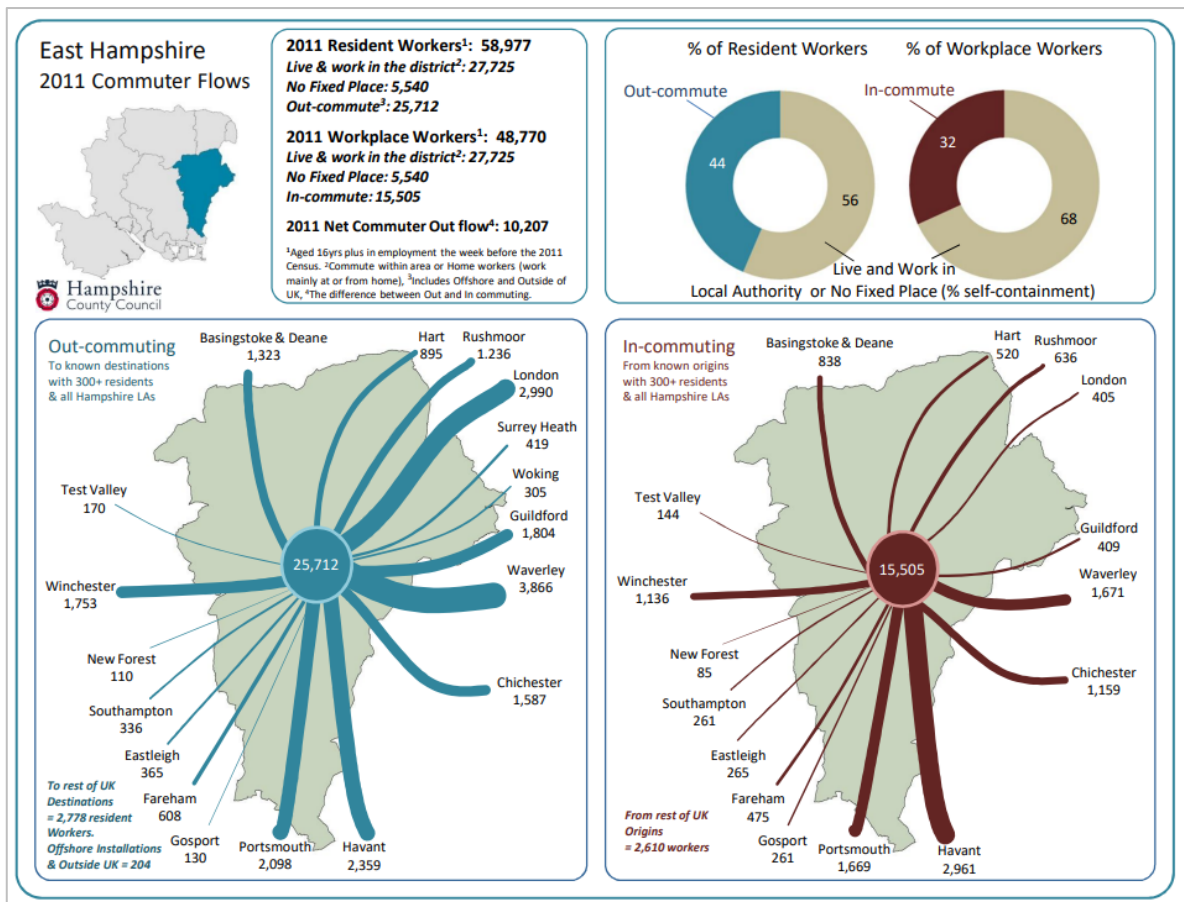 East Hampshire
2011 Commuter Flows
Hampshire
County Council
2011 Resident Workers¹: 58,977
Live & work in the district²: 27,725
No Fixed Place: 5,540
Out-commute³: 25,712
2011 Workplace Workers¹: 48,770
Live & work in the district²: 27,725
No Fixed Place: 5,540
In-commute: 15,505
2011 Net Commuter Out flow⁴: 10,207
¹Aged 16yrs plus in employment the week before the 2011
Census. ²Commute within area or Home workers (work
mainly at or from home), ³Includes Offshore and Outside of
UK, ⁴The difference between Out and In commuting.
% of Resident Workers
% of Workplace Workers
Out-commute
44
56
In-commute
32
68
Live and Work in
Local Authority or No Fixed Place (% self-containment)
Out-commuting
To known destinations
with 300+ residents
& all Hampshire LAs
Basingstoke & Deane
1,323
Hart
895
Rushmoor
1.236
London
2,990
Surrey Heath
419
Woking
305
Guildford
1,804
Waverley
3,866
Chichester
1,587
Havant
2,359
Portsmouth
2,098
Gosport
130
Fareham
608
Eastleigh
365
Southampton
336
New Forest
110
Winchester
1,753
Test Valley
170
25,712
To rest of UK
Destinations
= 2,778 resident
Workers.
Offshore Installations
& Outside UK = 204
In-commuting
From known origins
with 300+ residents
& all Hampshire LAs
Basingstoke & Deane
838
Hart
520
Rushmoor
636
London
405
Guildford
409
Waverley
1,671
Chichester
1,159
Havant
2,961
Portsmouth
1,669
Gosport
261
Fareham
475
Eastleigh
265
Southampton
261
New Forest
85
Winchester
1,136
Test Valley
144
15,505
From rest of UK
Origins
= 2,610 workers